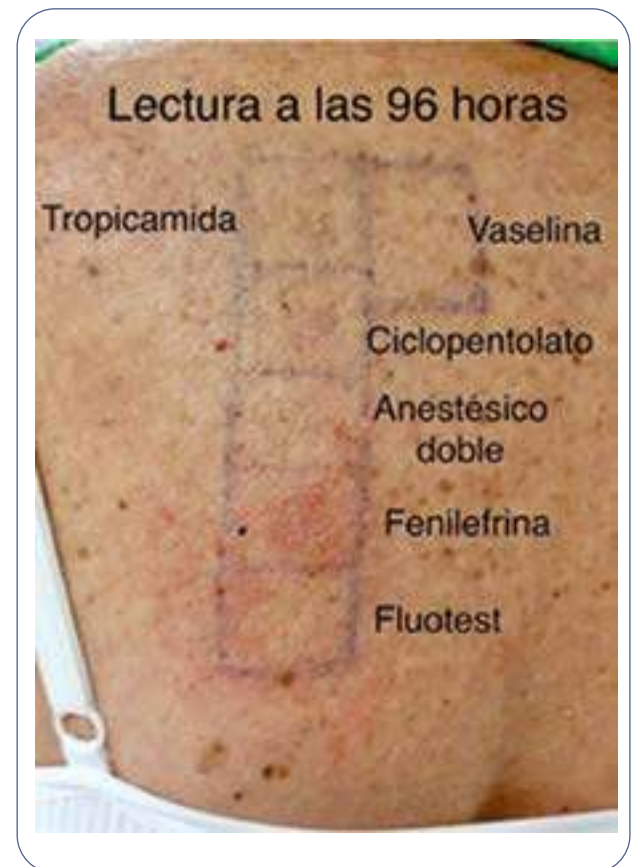 Lectura a las 96 horas
Tropicamida
Vaselina
Ciclopentolato
Anestésico
doble
Fenilefrina
Fluotest